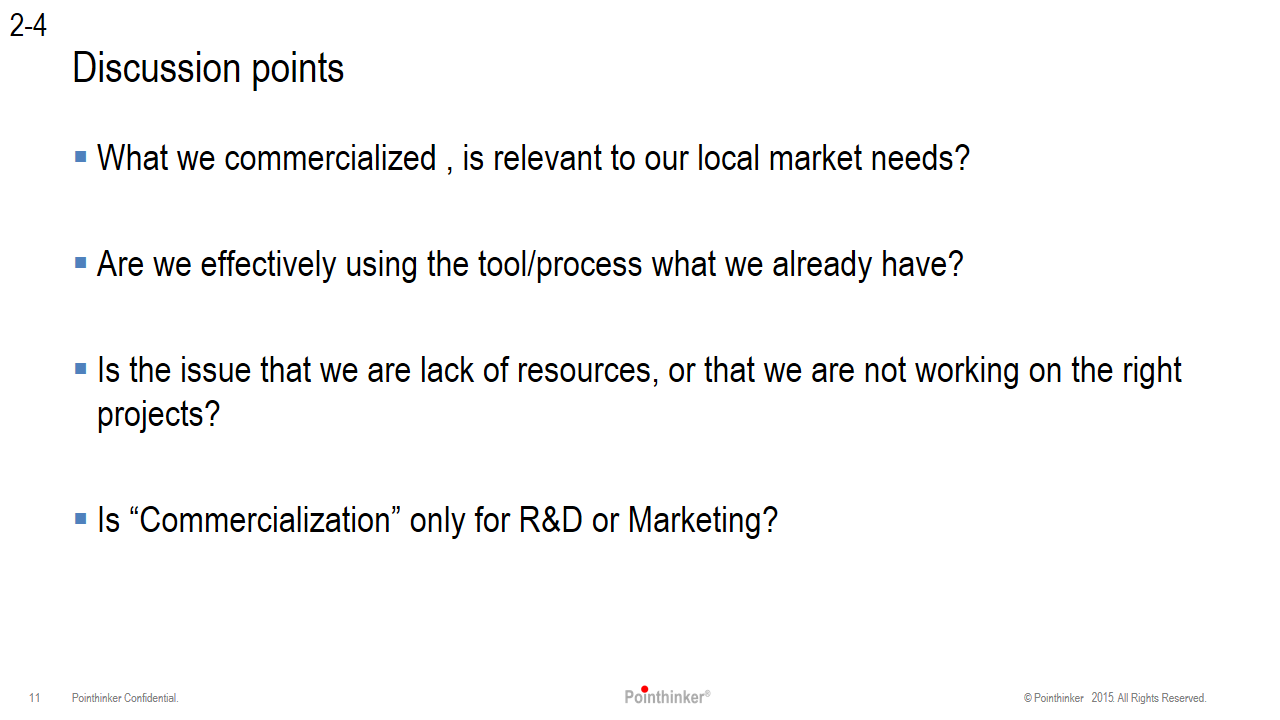 2-4
Discussion points
What we commercialized , is relevant to our local market needs?
Are we effectively using the tool/process what we already have?
Is the issue that we are lack of resources, or that we are not working on the right
projects?
Is “Commercialization” only for R&D or Marketing?
11 Pointhinker Confidential. Pointhinker® © Pointhinker 2015. All Rights Reserved.